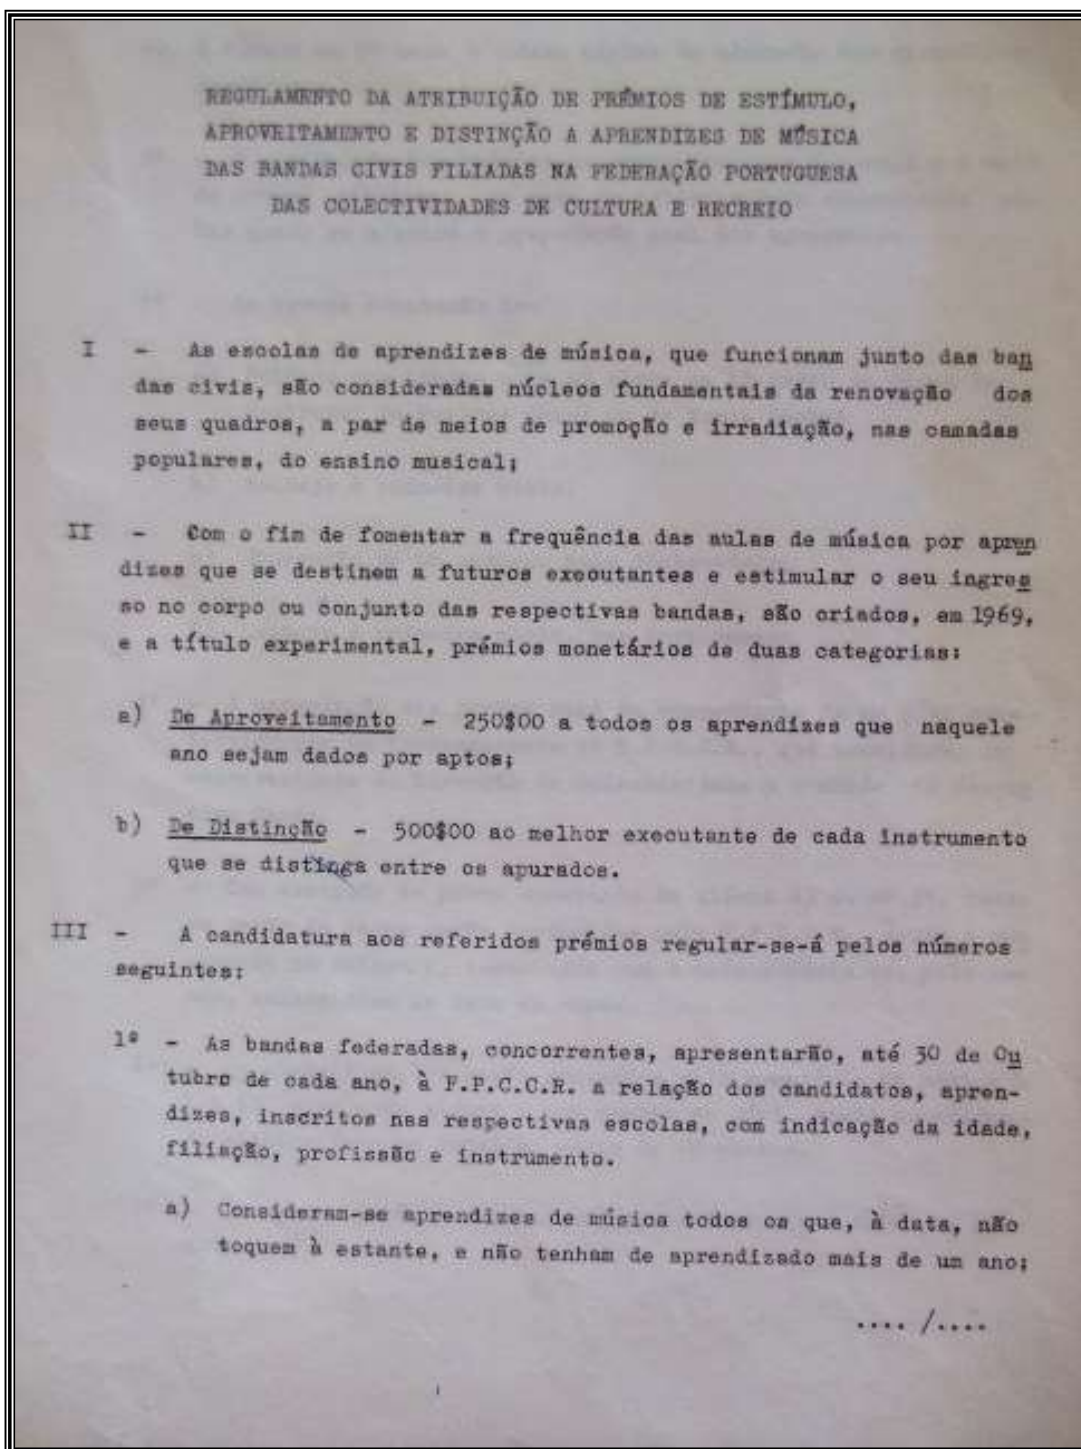 REGULAMENTO DA ATRIBUIÇÃO DE PRÉMIOS DE ESTÍMULO,
APROVEITAMENTO E DISTINÇÃO A APRENDIZES DE MÚSICA
DAS BANDAS CIVIS FILIADAS NA FEDERAÇÃO PORTUGUESA
DAS COLECTIVIDADES DE CULTURA E RECREIO
I - As escolas de aprendizes de música, que funcionam junto das ban
das civis, são consideradas núcleos fundamentais da renovação dos
seus quadros, a par de meios de promoção e irradiação, nas camadas
populares, do ensino musical;
II - Com o fim de fomentar a frequência das aulas de música por apren
dizes que se destinem a futuros executantes e estimular o seu ingres
so no corpo ou conjunto das respectivas bandas, são criados, em 1969,
e a título experimental, prémios monetários de duas categorias:
a) De Aproveitamento - 250$00 a todos os aprendizes que naquele
ano sejam dados por aptos;
b) De Distinção - 500$00 ao melhor executante de cada instrumento
que se distinga entre os apurados.
III - A candidatura aos referidos prémios regular-se-á pelos números
seguintes:
1º - As bandas federadas, concorrentes, apresentarão, até 30 de Ou
tubro de cada ano, à F.P.C.C.R. a relação dos candidatos, apren-
dizes, inscritos nas respectivas escolas, com indicação da idade,
filiação, profissão e instrumento.
a) Consideram-se aprendizes de música todos os que, à data, não
toquem à estante, e não tenham de aprendizado mais de um ano;
.... /....